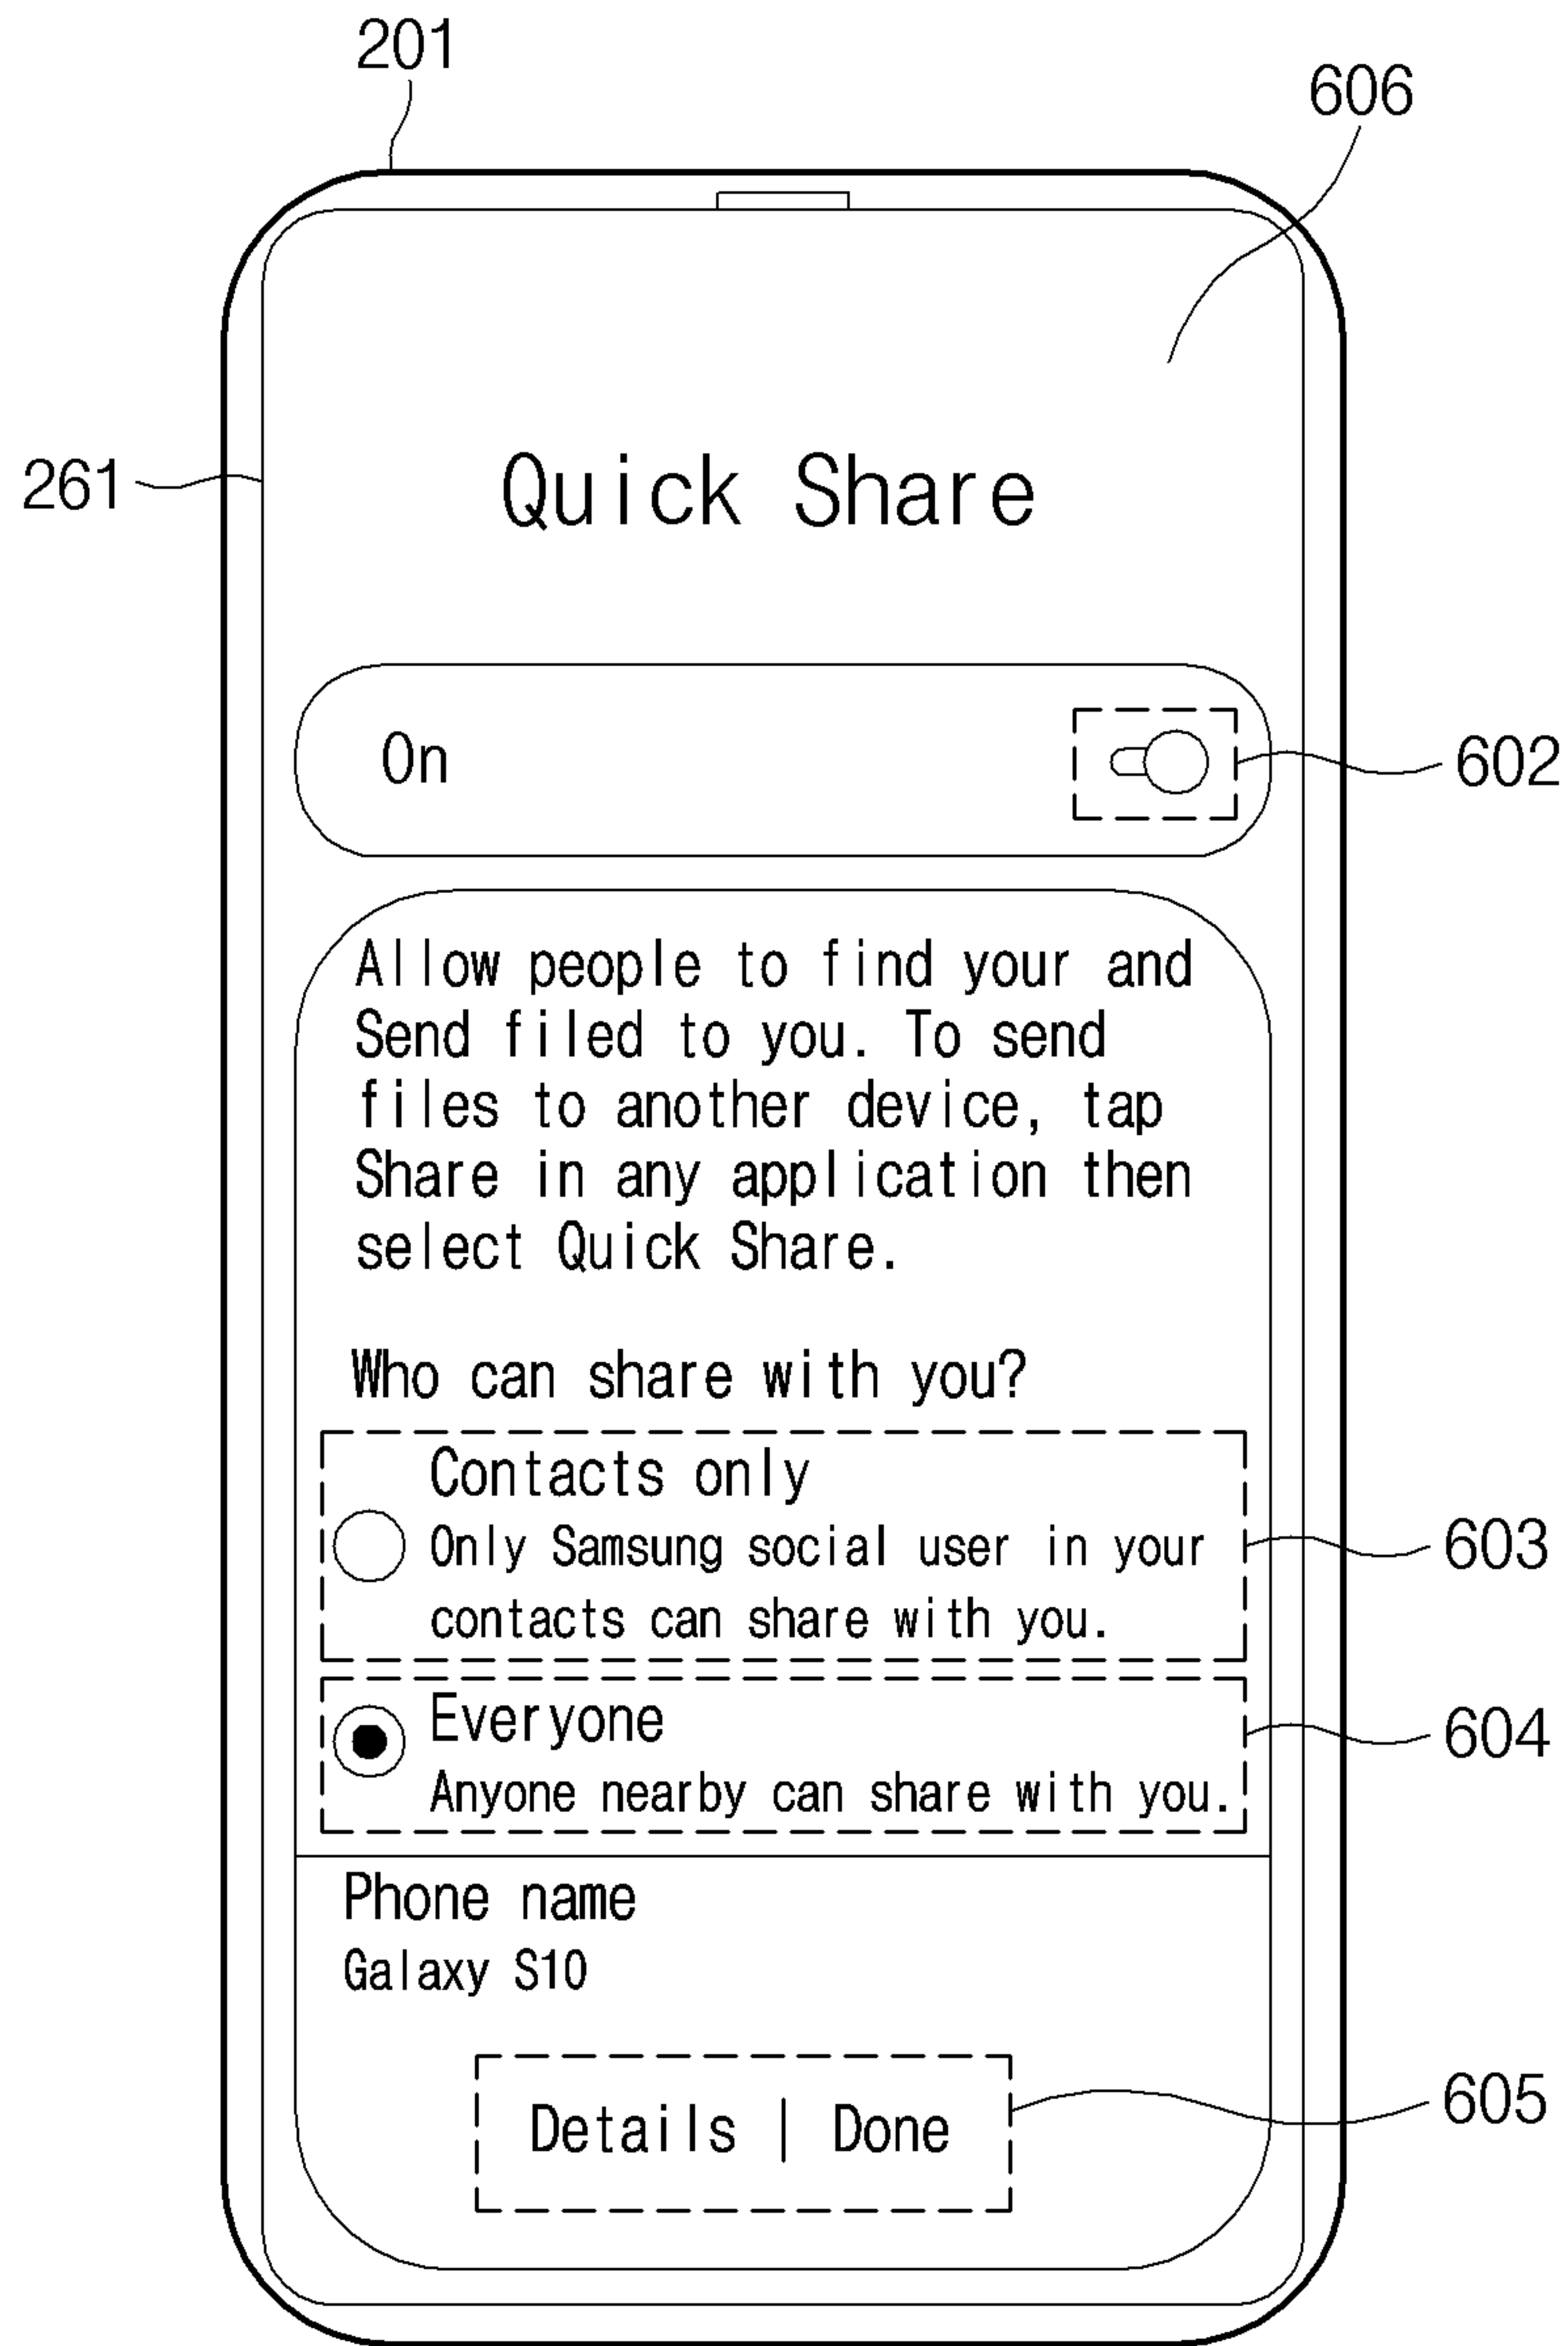 201
606
261
Quick Share
On
602
Allow people to find your and
Send filed to you. To send
files to another device, tap
Share in any application then
select Quick Share.
Who can share with you?
Contacts only
Only Samsung social user in your
contacts can share with you.
603
Everyone
604
Anyone nearby can share with you.
Phone name
Galaxy S10
Details | Done
605